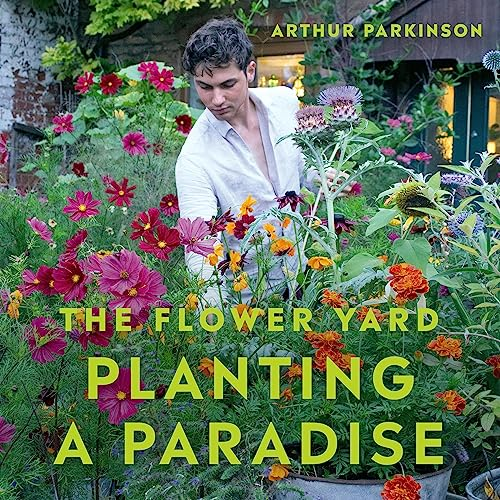 ARTHUR PARKINSON
THE FLOWER YARD
PLANTING
A PARADISE